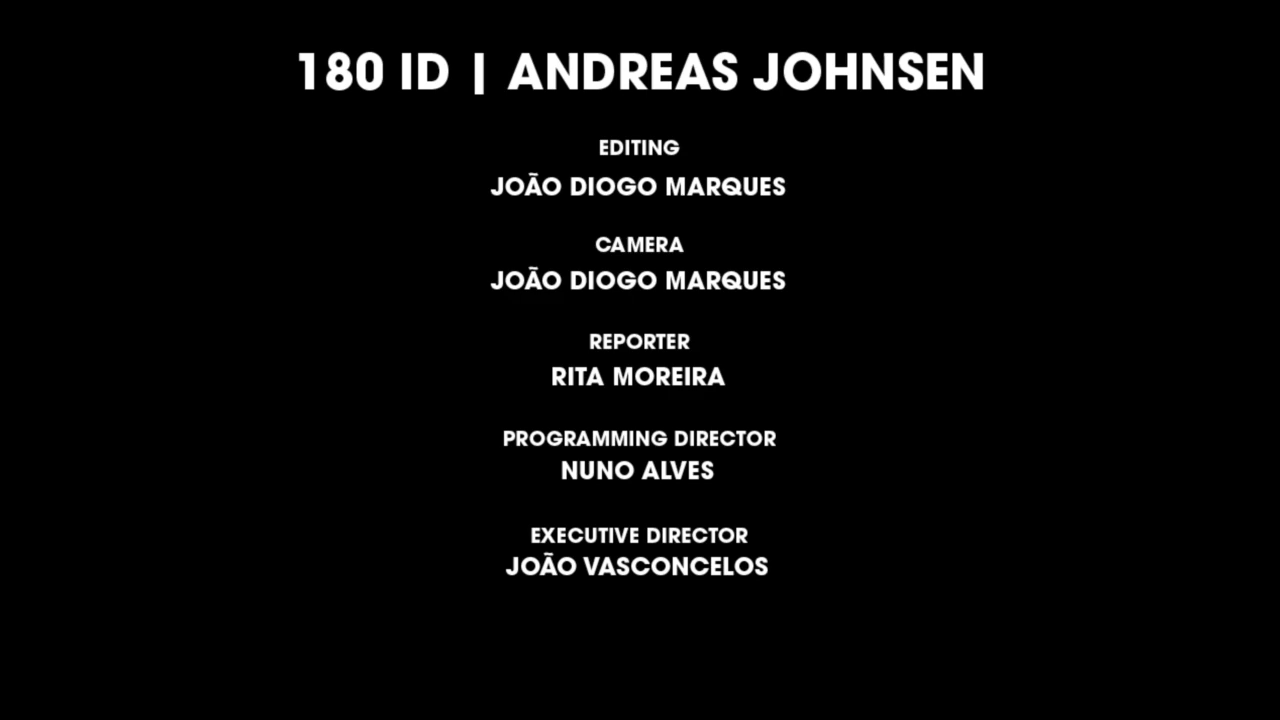 180 ID | ANDREAS JOHNSEN
EDITING
JOÃO DIOGO MARQUES
CAMERA
JOÃO DIOGO MARQUES
REPORTER
RITA MOREIRA
PROGRAMMING DIRECTOR
NUNO ALVES
EXECUTIVE DIRECTOR
JOÃO VASCONCELOS